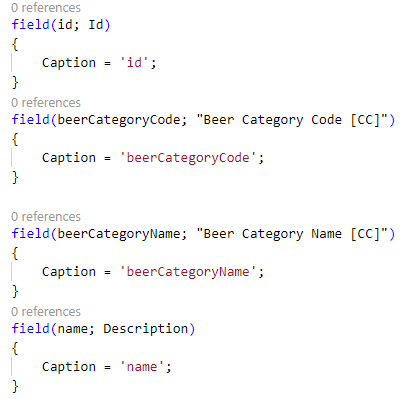 0 references
field(id; Id)
{
    Caption = 'id';
}
0 references
field(beerCategoryCode; "Beer Category Code [CC]")
{
    Caption = 'beerCategoryCode';
}
0 references
field(beerCategoryName; "Beer Category Name [CC]")
{
    Caption = 'beerCategoryName';
}
0 references
field(name; Description)
{
    Caption = 'name';
}